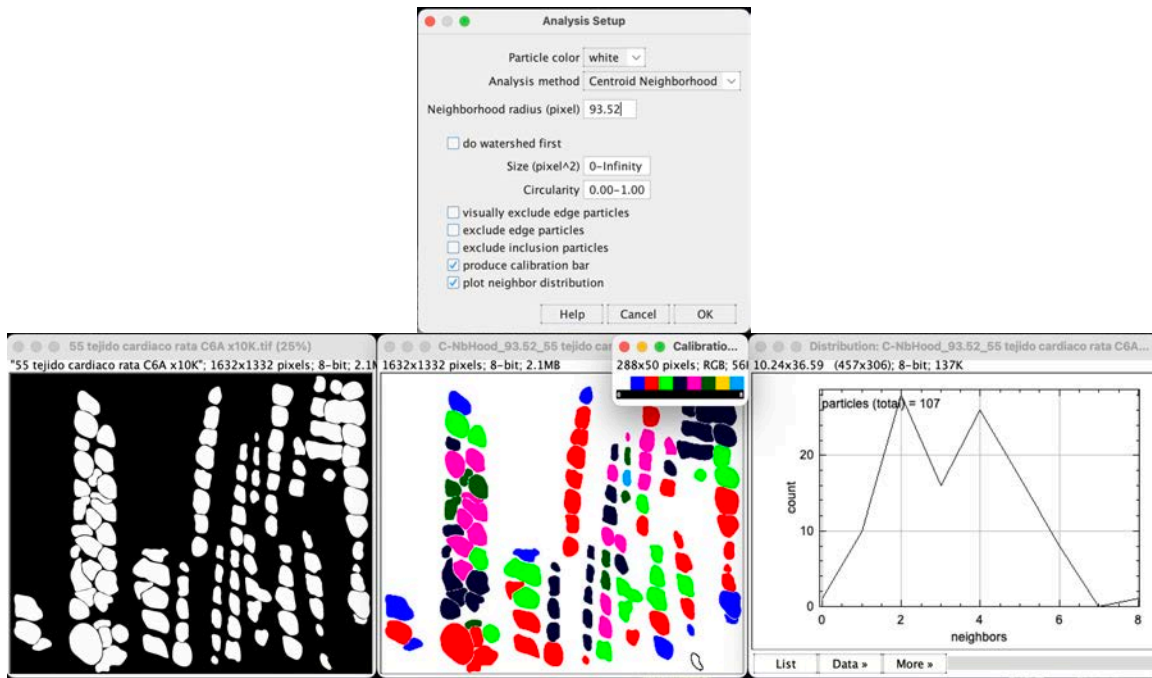 Analysis Setup
Particle color white
Analysis method Centroid Neighborhood
Neighborhood radius (pixel) 93.52
do watershed first
Size (pixel^2) 0-Infinity
Circularity 0.00-1.00
visually exclude edge particles
exclude edge particles
exclude inclusion particles
produce calibration bar
plot neighbor distribution
Help Cancel OK
55 tejido cardiaco rata C6A x10K.tif (25%)
"55 tejido cardiaco rata C6A x10K"; 1632x1332 pixels; 8-bit; 2.1M
C-NbHood_93.52_55 tejido cardiac
1632x1332 pixels; 8-bit; 2.1MB
Calibratio...
288x50 pixels; RGB; 56
0 8
Distribution: C-NbHood_93.52_55 tejido cardiaco rata C6A...
10.24x36.59 (457x306); 8-bit; 137K
particles (total) = 107
20
10
0
count
0 2 4 6 8
neighbors
List Data » More »